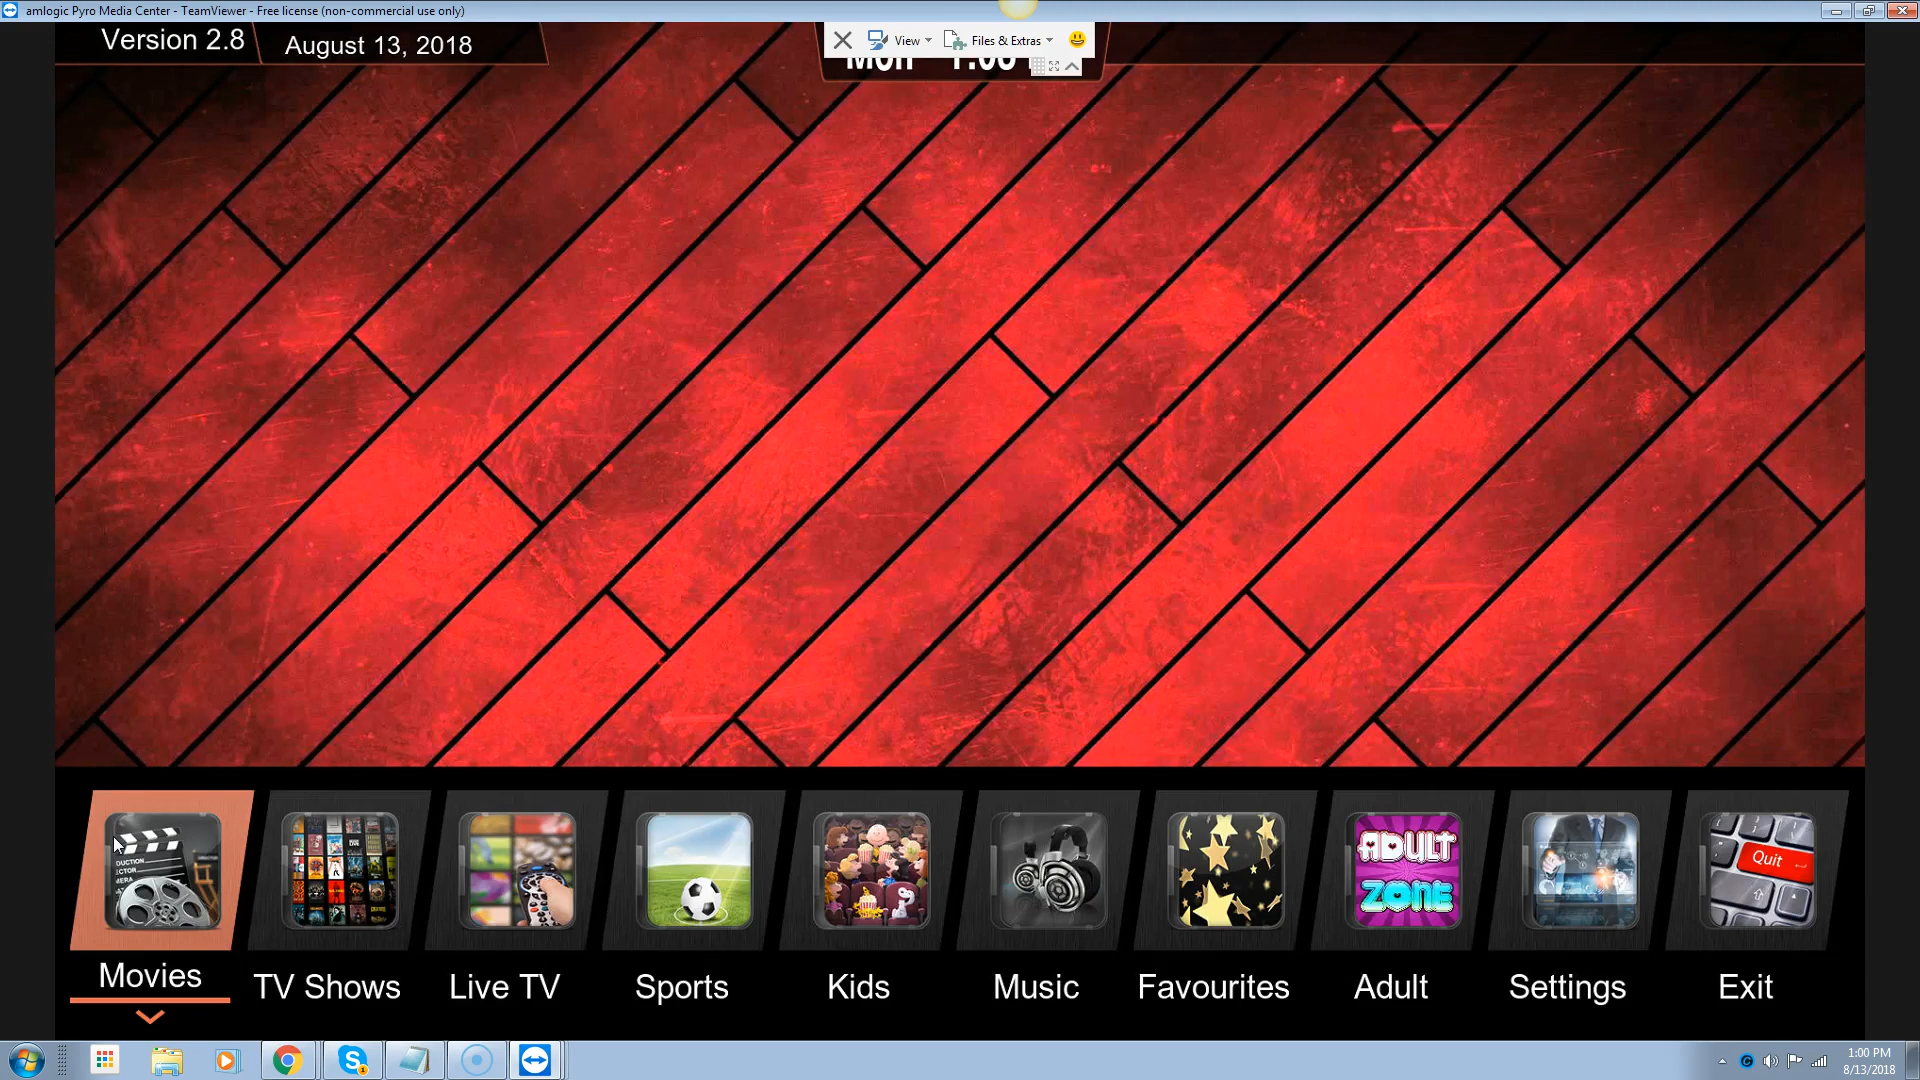 amlogic Pyro Media Center - TeamViewer - Free license (non-commercial use only)
Version 2.8
August 13, 2018
View
Files & Extras
Mon
Movies
TV Shows
Live TV
Sports
Kids
Music
Favourites
ADULT
ZONE
Adult
Settings
Quit
Exit
1:00 PM
8/13/2018